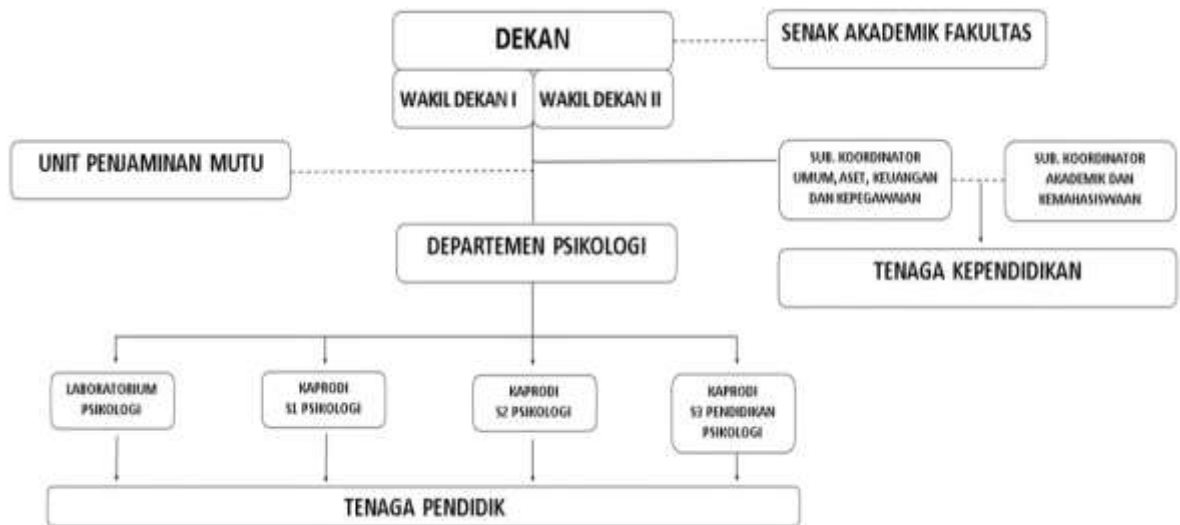 DEKAN
SENAK AKADEMIK FAKULTAS
WAKIL DEKAN I
WAKIL DEKAN II
UNIT PENJAMINAN MUTU
SUB. KOORDINATOR
UMUM, ASET, KEUANGAN
DAN KEPEGAWAIAN
SUB. KOORDINATOR
AKADEMIK DAN
KEMAHASISWAAN
DEPARTEMEN PSIKOLOGI
TENAGA KEPENDIDIKAN
LABORATORIUM
PSIKOLOGI
KAPRODI
S1 PSIKOLOGI
KAPRODI
S2 PSIKOLOGI
KAPRODI
S3 PENDIDIKAN
PSIKOLOGI
TENAGA PENDIDIK